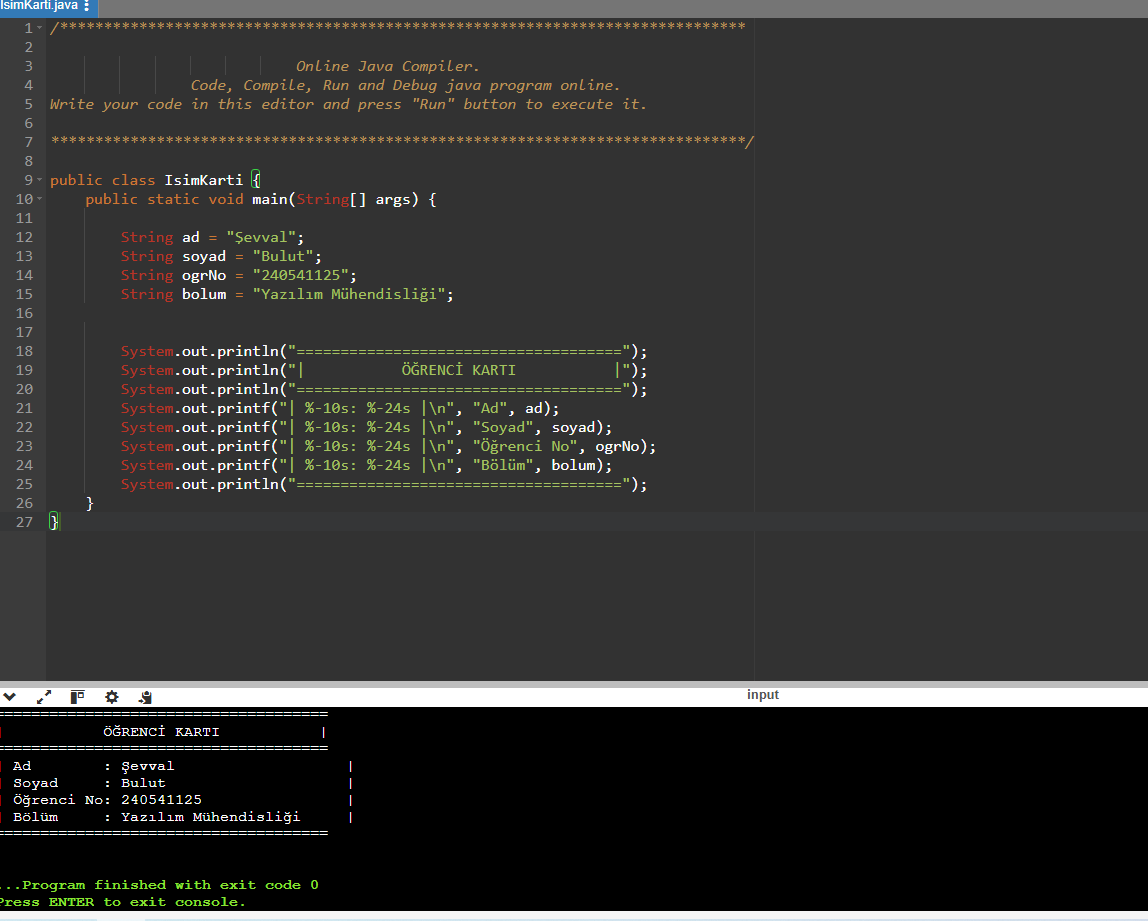 IsimKarti.java
1 /******************************************************************************
2
3 Online Java Compiler.
4 Code, Compile, Run and Debug java program online.
5 Write your code in this editor and press "Run" button to execute it.
6
7 *******************************************************************************/
8
9 public class IsimKarti {
10 public static void main(String[] args) {
11
12 String ad = "Şevval";
13 String soyad = "Bulut";
14 String ogrNo = "240541125";
15 String bolum = "Yazılım Mühendisliği";
16
17
18 System.out.println("=====================================");
19 System.out.println("|           ÖĞRENCİ KARTI           |");
20 System.out.println("=====================================");
21 System.out.printf("| %-10s: %-24s |\n", "Ad", ad);
22 System.out.printf("| %-10s: %-24s |\n", "Soyad", soyad);
23 System.out.printf("| %-10s: %-24s |\n", "Öğrenci No", ogrNo);
24 System.out.printf("| %-10s: %-24s |\n", "Bölüm", bolum);
25 System.out.println("=====================================");
26 }
27 }
input
=====================================
|           ÖĞRENCİ KARTI           |
=====================================
| Ad        : Şevval                   |
| Soyad     : Bulut                    |
| Öğrenci No: 240541125                |
| Bölüm     : Yazılım Mühendisliği     |
=====================================
...Program finished with exit code 0
Press ENTER to exit console.